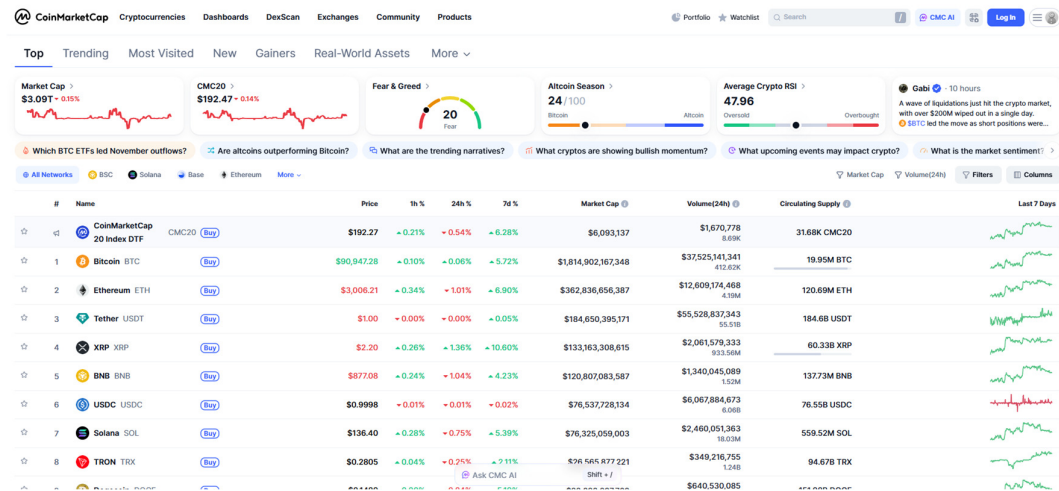 CoinMarketCap Cryptocurrencies Dashboards DexScan Exchanges Community Products Portfolio Watchlist Search / CMC AI Log In
Top Trending Most Visited New Gainers Real-World Assets More
Market Cap >
$3.09T 0.15%
CMC20 >
$192.47 0.14%
Fear & Greed >
20
Fear
Altcoin Season >
24/100
Bitcoin Altcoin
Average Crypto RSI >
47.96
Oversold Overbought
Gabi · 10 hours
A wave of liquidations just hit the crypto market,
with over $200M wiped out in a single day.
$BTC led the move as short positions were...
Which BTC ETFs led November outflows? Are altcoins outperforming Bitcoin? What are the trending narratives? What cryptos are showing bullish momentum? What upcoming events may impact crypto? What is the market sentiment? >
All Networks BSC Solana Base Ethereum More Market Cap Volume(24h) Filters Columns
# Name Price 1h % 24h % 7d % Market Cap Volume(24h) Circulating Supply Last 7 Days
CoinMarketCap 20 Index DTF CMC20 Buy $192.27 0.21% 0.54% 6.28% $6,093,137 $1,670,778 8.69K 31.68K CMC20
1 Bitcoin BTC Buy $90,947.28 0.10% 0.06% 5.72% $1,814,902,167,348 $37,525,141,341 412.62K 19.95M BTC
2 Ethereum ETH Buy $3,006.21 0.34% 1.01% 6.90% $362,836,656,387 $12,609,174,468 4.19M 120.69M ETH
3 Tether USDT Buy $1.00 0.00% 0.00% 0.05% $184,650,395,171 $55,528,837,343 55.51B 184.6B USDT
4 XRP XRP Buy $2.20 0.26% 1.36% 10.60% $133,163,308,615 $2,061,579,333 933.56M 60.33B XRP
5 BNB BNB Buy $877.08 0.24% 1.04% 4.23% $120,807,083,587 $1,340,045,089 1.52M 137.73M BNB
6 USDC USDC Buy $0.9998 0.01% 0.01% 0.02% $76,537,728,134 $6,067,884,673 6.06B 76.55B USDC
7 Solana SOL Buy $136.40 0.28% 0.75% 5.39% $76,325,059,003 $2,460,051,363 18.03M 559.52M SOL
8 TRON TRX Buy $0.2805 0.04% 0.25% 2.11% $26,565,877,221 $349,216,755 1.24B 94.67B TRX
Ask CMC AI Shift + /
$640,530,085